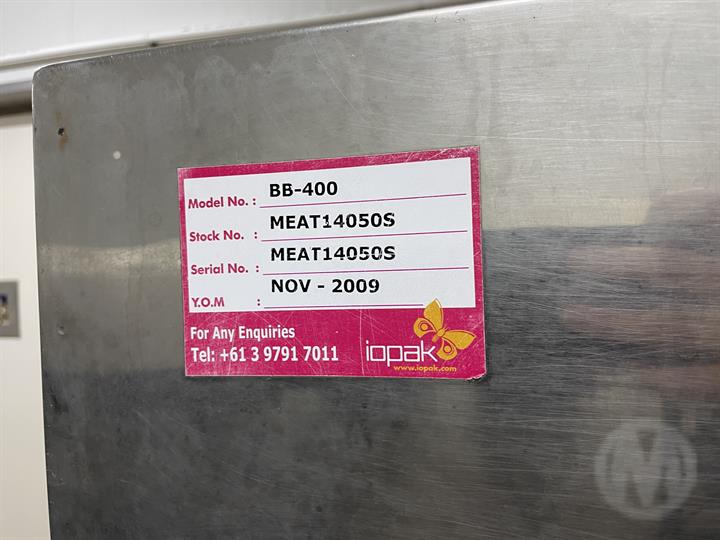 Model No. : BB-400
Stock No. : MEAT14050S
Serial No. : MEAT14050S
Y.O.M : NOV - 2009
For Any Enquiries
Tel: +61 3 9791 7011
iopak
www.iopak.com
M